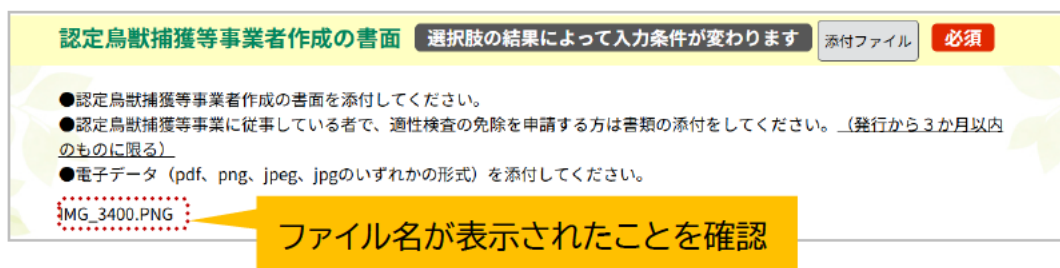 認定鳥獣捕獲等事業者作成の書面 選択肢の結果によって入力条件が変わります 添付ファイル 必須
●認定鳥獣捕獲等事業者作成の書面を添付してください。
●認定鳥獣捕獲等事業に従事している者で、適性検査の免除を申請する方は書類の添付をしてください。（発行から３か月以内
のものに限る）
●電子データ（pdf、png、jpeg、jpgのいずれかの形式）を添付してください。
IMG_3400.PNG
ファイル名が表示されたことを確認